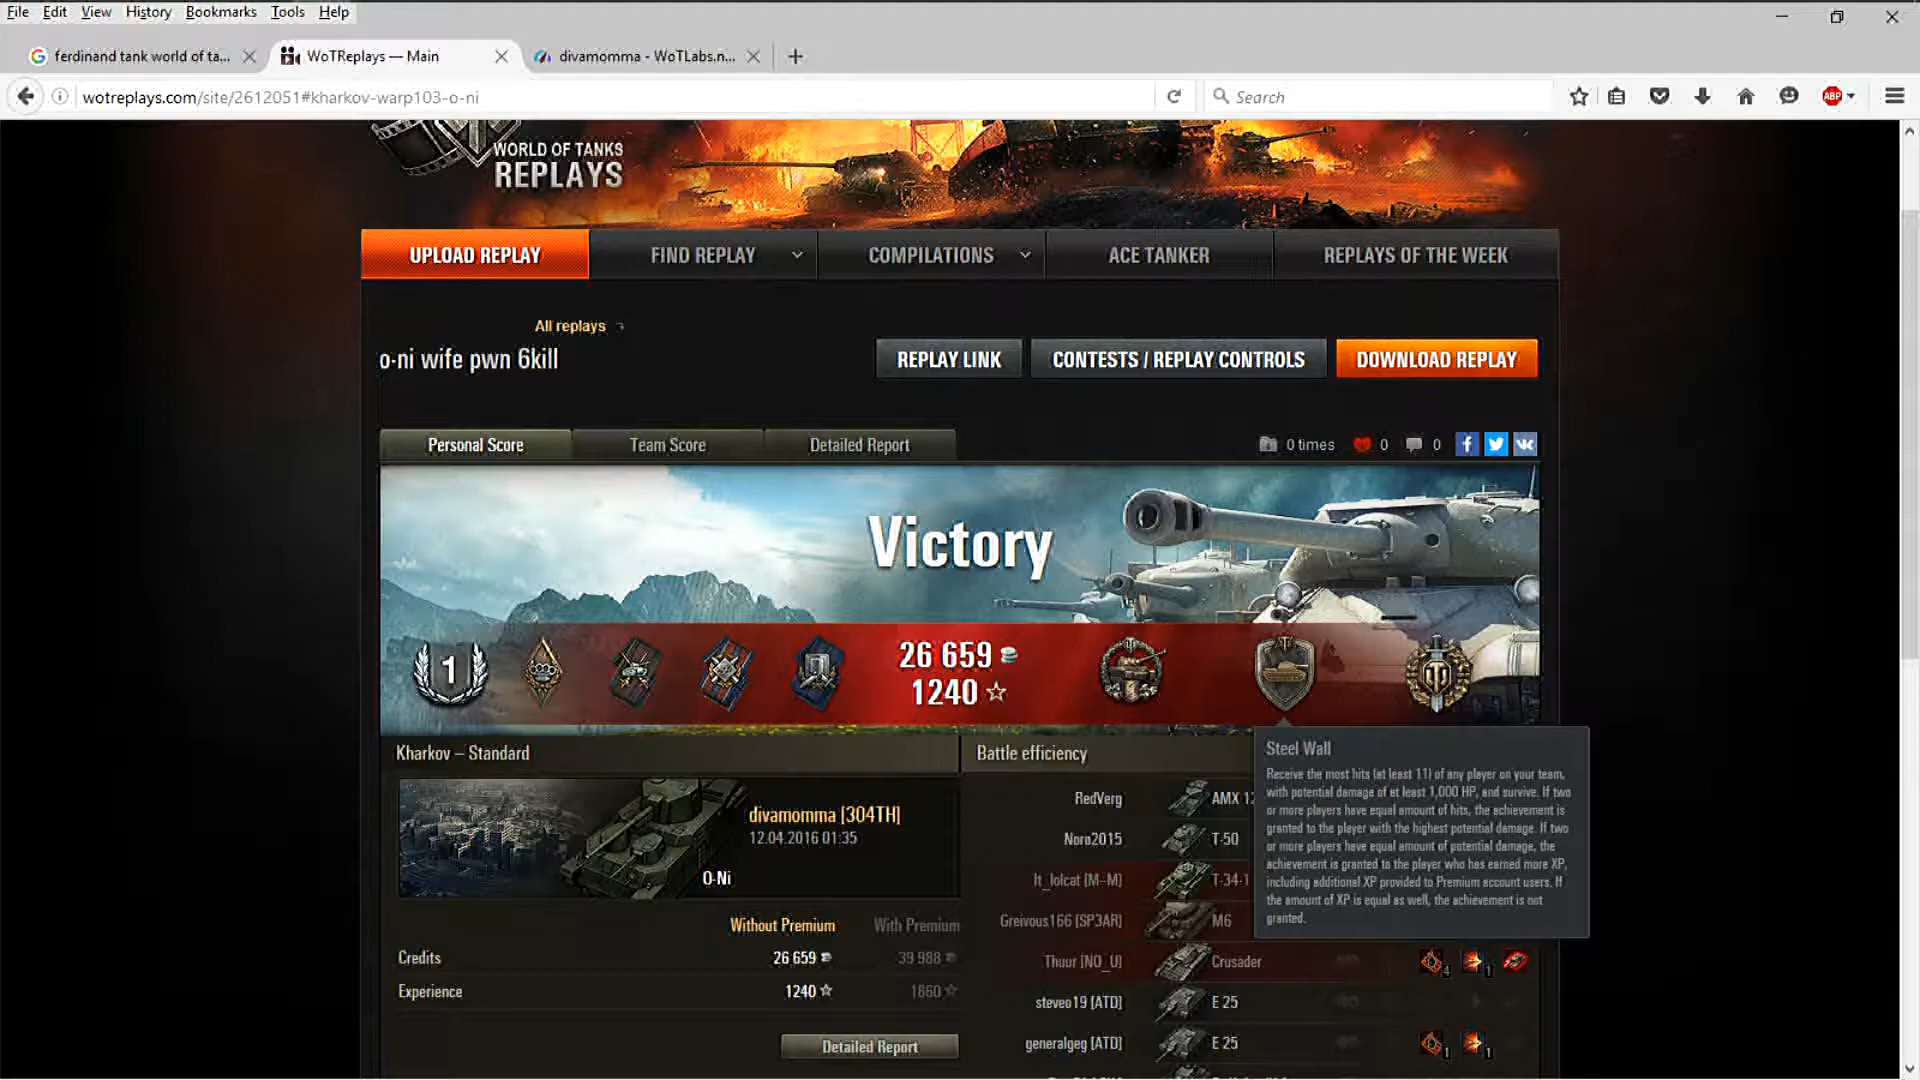 File Edit View History Bookmarks Tools Help
ferdinand tank world of ta...
WoTReplays — Main
divamomma - WoTLabs.n...
wotreplays.com/site/2612051#kharkov-warp103-o-ni
Search
ABP
WORLD OF TANKS
REPLAYS
UPLOAD REPLAY
FIND REPLAY
COMPILATIONS
ACE TANKER
REPLAYS OF THE WEEK
All replays
o-ni wife pwn 6kill
REPLAY LINK
CONTESTS / REPLAY CONTROLS
DOWNLOAD REPLAY
Personal Score
Team Score
Detailed Report
0 times
0
0
Victory
1
26 659
1240
Kharkov – Standard
Battle efficiency
divamomma [304TH]
12.04.2016 01:35
O-Ni
Without Premium
With Premium
Credits
26 659
39 988
Experience
1240
1860
Detailed Report
RedVerg
AMX 12
Noro2015
T-50
It_lolcat [M--M]
T-34-1
Greivous166 [SP3AR]
M6
Thuur [NO_U]
Crusader
4
1
steveo19 [ATD]
E 25
generalgeg [ATD]
E 25
1
1
Steel Wall
Receive the most hits (at least 11) of any player on your team,
with potential damage of at least 1,000 HP, and survive. If two
or more players have equal amount of hits, the achievement is
granted to the player with the highest potential damage. If two
or more players have equal amount of potential damage, the
achievement is granted to the player who has earned more XP,
including additional XP provided to Premium account users. If
the amount of XP is equal as well, the achievement is not
granted.